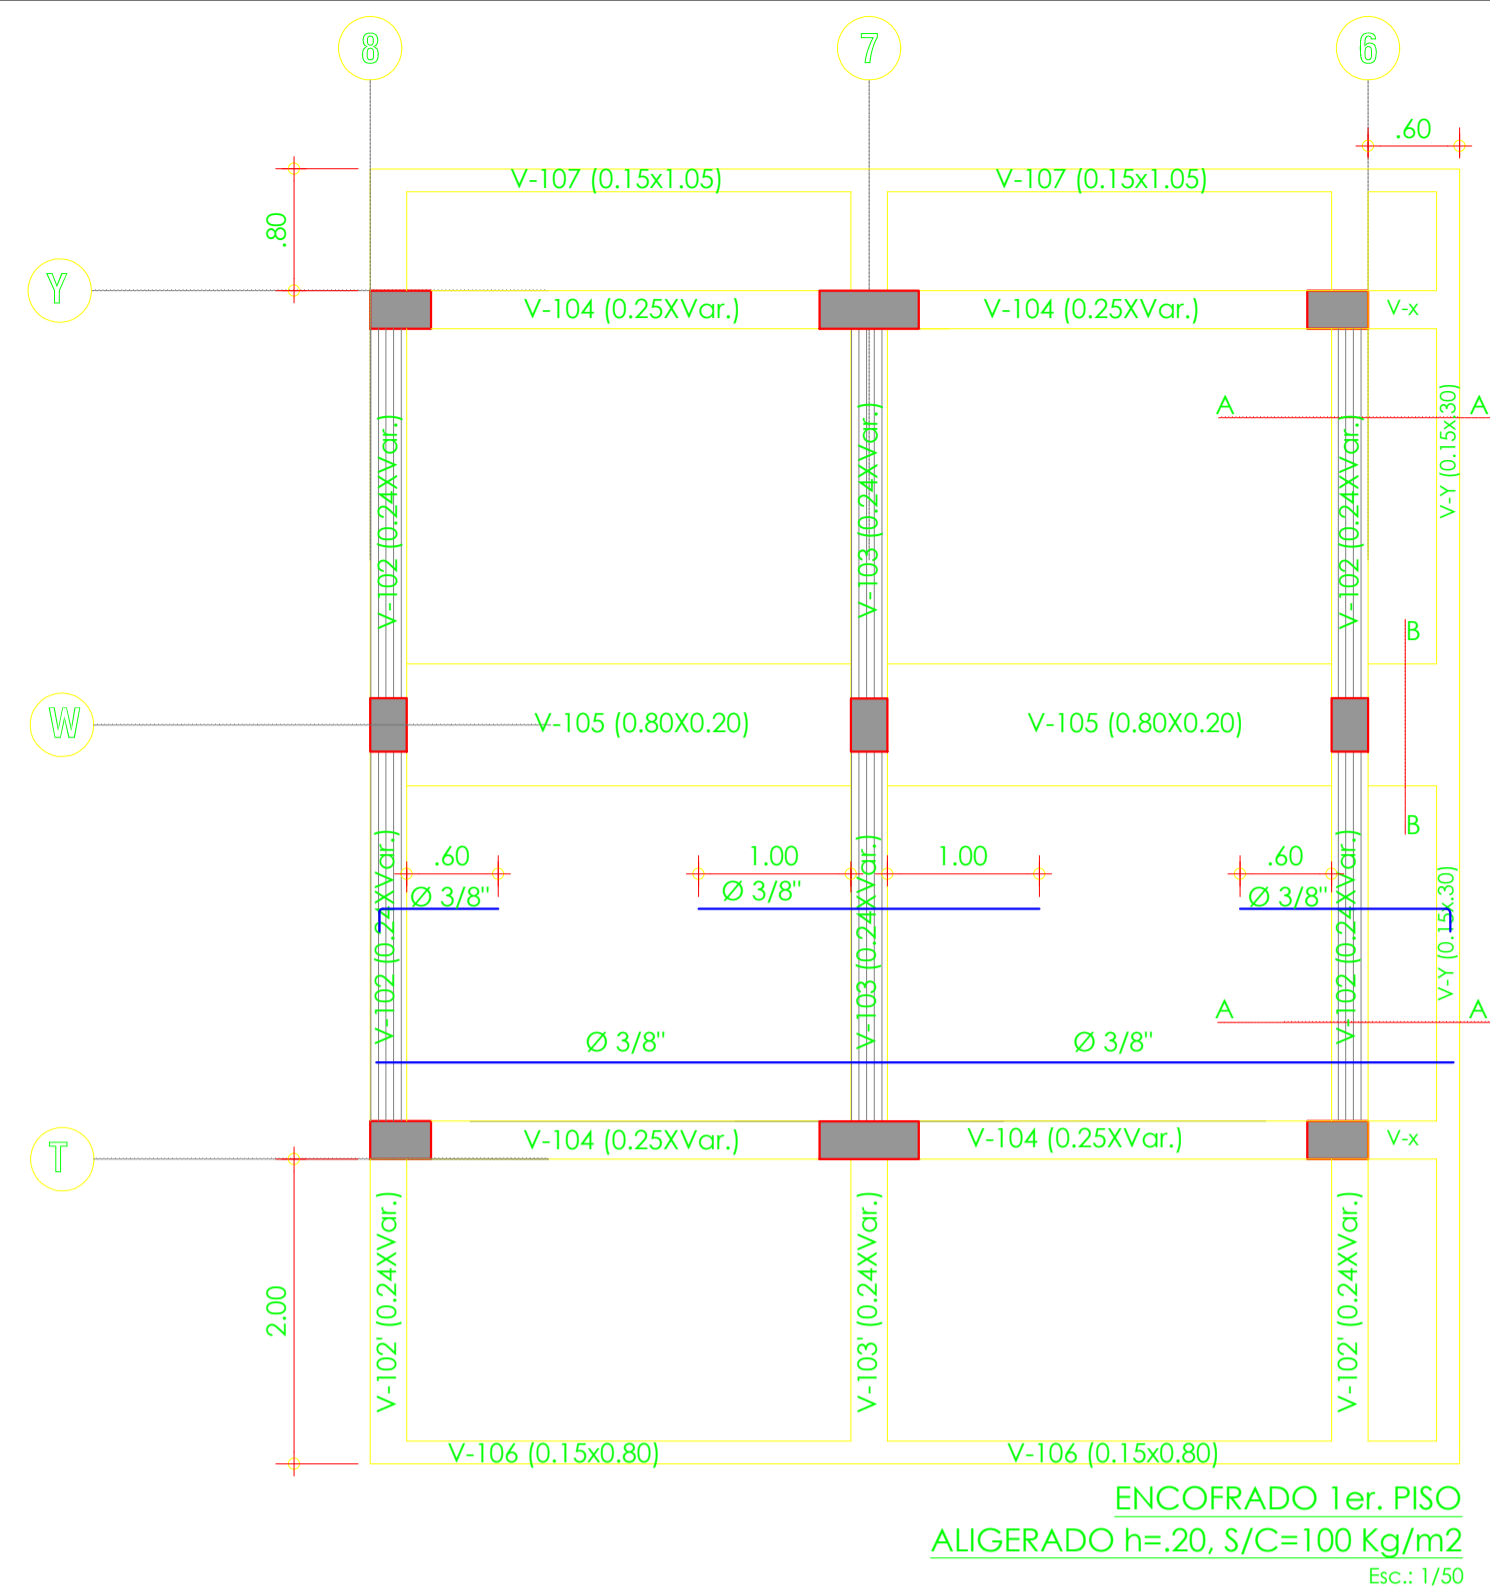 8
7
6
.60
V-107 (0.15x1.05)
V-107 (0.15x1.05)
.80
Y
V-104 (0.25XVar.)
V-104 (0.25XVar.)
V-x
A
A
V-102 (0.24XVar.)
V-103 (0.24XVar.)
V-102 (0.24XVar.)
V-Y (0.15x.30)
B
W
V-105 (0.80X0.20)
V-105 (0.80X0.20)
B
.60
1.00
1.00
.60
Ø 3/8"
Ø 3/8"
Ø 3/8"
V-102 (0.24XVar.)
V-103 (0.24XVar.)
V-102 (0.24XVar.)
V-Y (0.15x.30)
A
A
Ø 3/8"
Ø 3/8"
T
V-104 (0.25XVar.)
V-104 (0.25XVar.)
V-x
2.00
V-102' (0.24XVar.)
V-103' (0.24XVar.)
V-102' (0.24XVar.)
V-106 (0.15x0.80)
V-106 (0.15x0.80)
ENCOFRADO 1er. PISO
ALIGERADO h=.20, S/C=100 Kg/m2
Esc.: 1/50